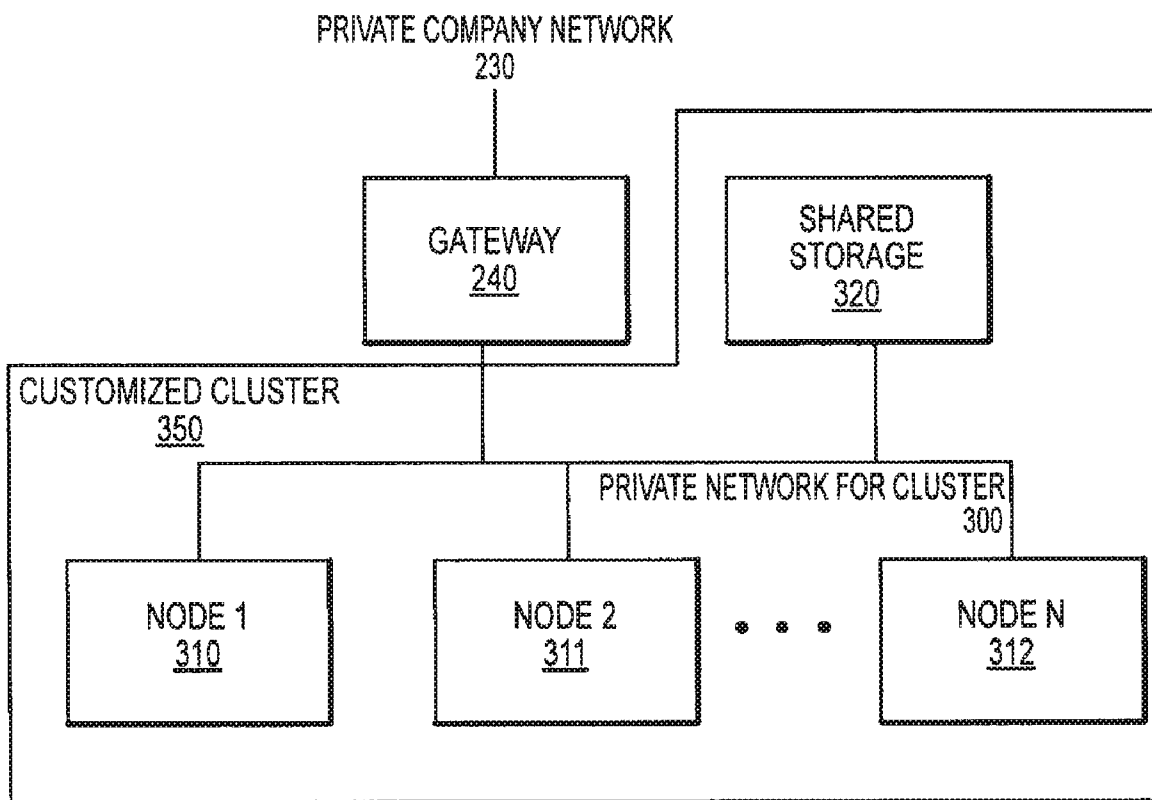 PRIVATE COMPANY NETWORK
230
GATEWAY
240
SHARED
STORAGE
320
CUSTOMIZED CLUSTER
350
PRIVATE NETWORK FOR CLUSTER
300
NODE 1
310
NODE 2
311
NODE N
312